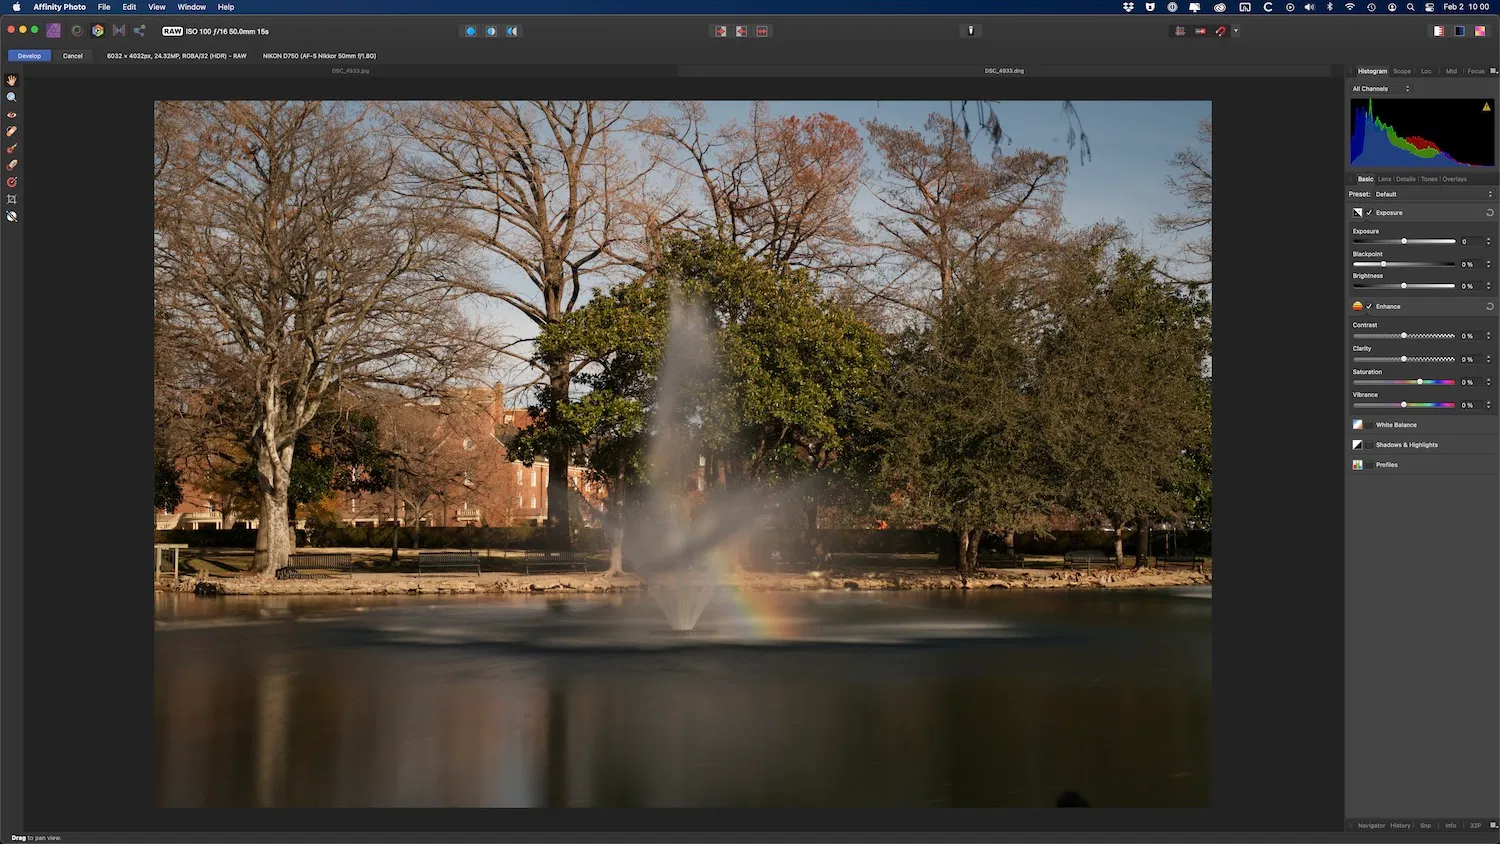 Affinity Photo File Edit View Window Help
Feb 2 10 00
RAW ISO 100 ƒ/16 50.0mm 15s
Develop Cancel 6032 × 4032px, 24.32MP, RGBA/32 (HDR) - RAW NIKON D750 (AF-S Nikkor 50mm f/1.8G)
DSC_4933.jpg DSC_4933.dng
Histogram Scope Loc Mtd Focus
All Channels
Basic Lens Details Tones Overlays
Preset: Default
Exposure
Exposure
0
Blackpoint
0 %
Brightness
0 %
Enhance
Contrast
0 %
Clarity
0 %
Saturation
0 %
Vibrance
0 %
White Balance
Shadows & Highlights
Profiles
Navigator History Snp Info 32P
Drag to pan view.